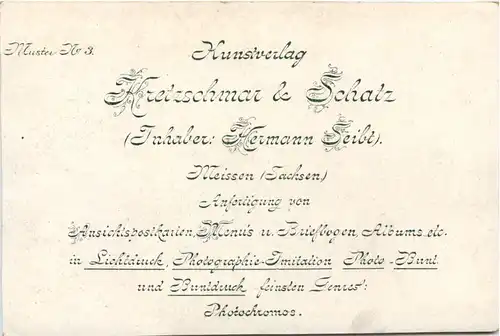 Muster No 3.
Kunstverlag
Kretzschmar & Schatz
(Inhaber: Hermann Seibt).
Meissen (Sachsen)
Anfertigung von
Ansichtspostkarten, Menus u. Briefbogen, Albums etc.
in Lichtdruck, Photographie-Imitation Photo-Bunt
und Buntdruck feinsten Genres:
Photochromos.